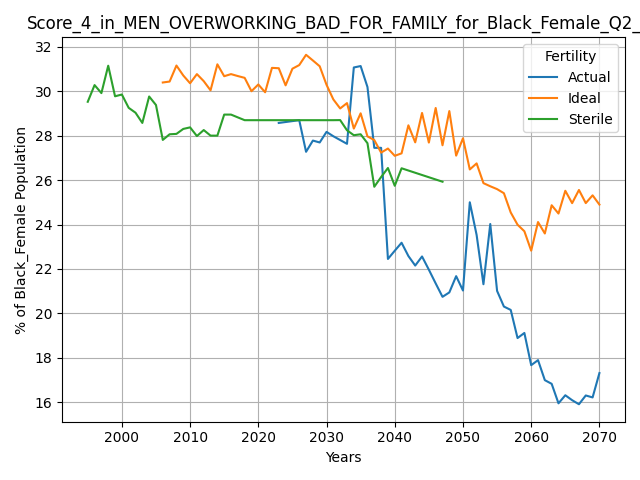 Score_4_in_MEN_OVERWORKING_BAD_FOR_FAMILY_for_Black_Female_Q2_
Fertility
Actual
Ideal
Sterile
% of Black_Female Population
32
30
28
26
24
22
20
18
16
2000
2010
2020
2030
2040
2050
2060
2070
Years